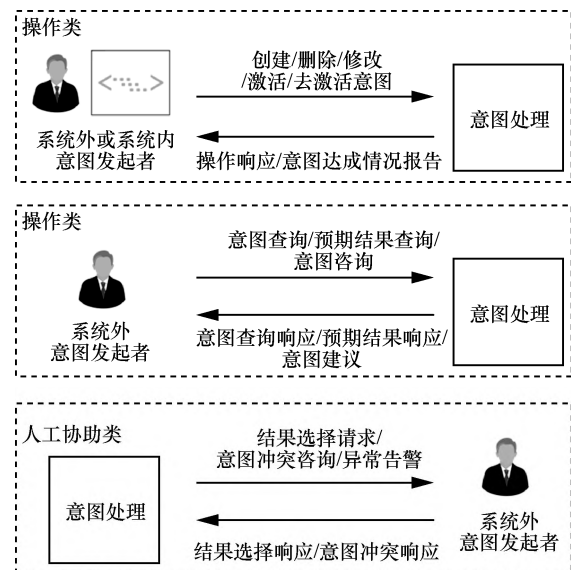 操作类
创建/删除/修改
/激活/去激活意图
意图处理
系统外或系统内
意图发起者
操作响应/意图达成情况报告
操作类
意图查询/预期结果查询/
意图咨询
意图处理
系统外
意图发起者
意图查询响应/预期结果响应/
意图建议
人工协助类
结果选择请求/
意图冲突咨询/异常告警
意图处理
系统外
意图发起者
结果选择响应/意图冲突响应